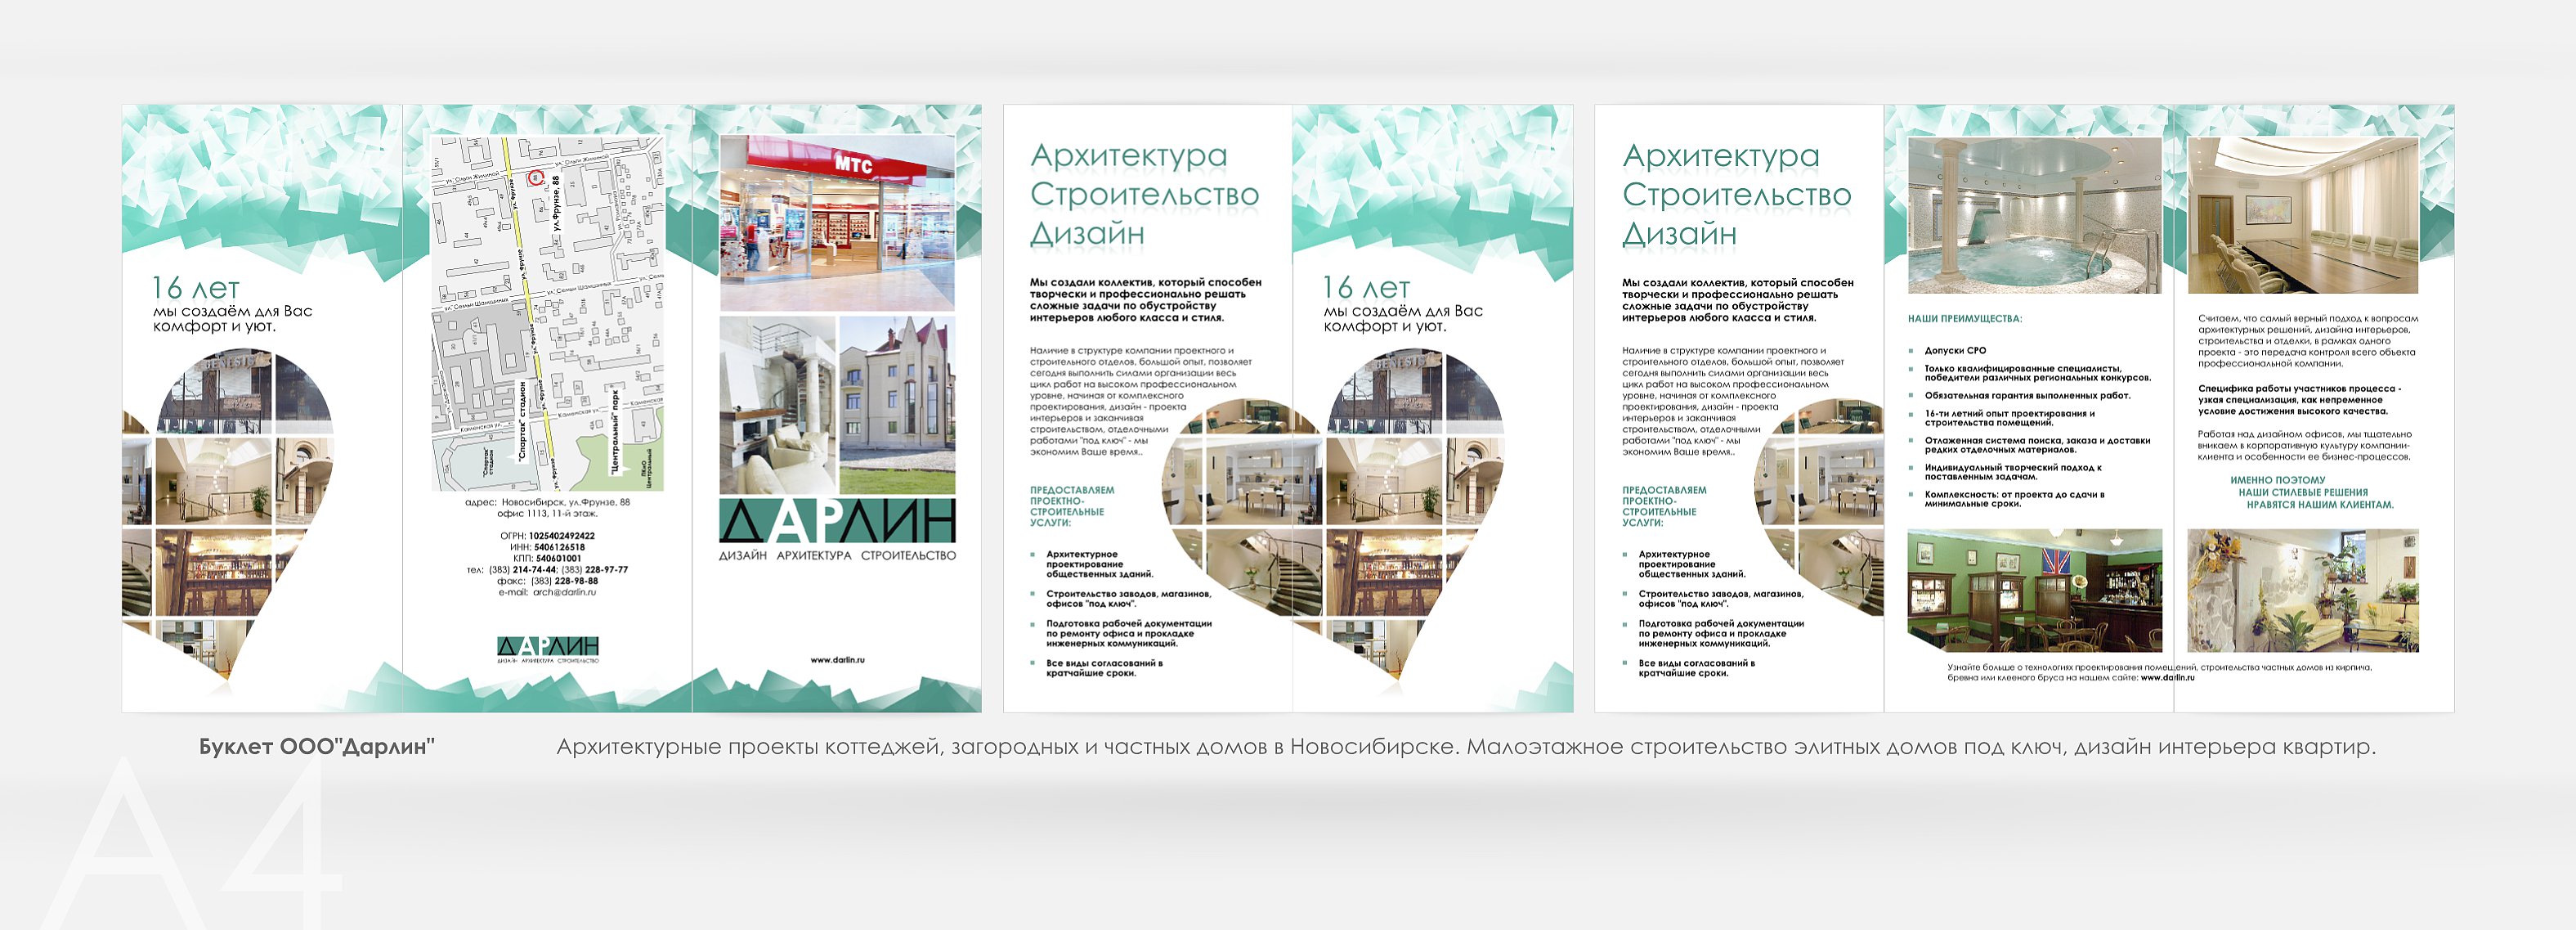 16 лет
мы создаём для Вас
комфорт и уют.
GENESIS
ул. Ольги Жилиной
ул. Фрунзе
ул.Фрунзе, 88
ул. Семьи Шамшиных
Каменская ул.
"Спартак" стадион
"Центральный" парк
адрес: Новосибирск, ул.Фрунзе, 88
офис 1113, 11-й этаж.
ОГРН: 1025402492422
ИНН: 5406126518
КПП: 540601001
тел: (383) 214-74-44; (383) 228-97-77
факс: (383) 228-98-88
e-mail: arch@darlin.ru
ДАРЛИН
ДИЗАЙН АРХИТЕКТУРА СТРОИТЕЛЬСТВО
МТС
ДАРЛИН
ДИЗАЙН АРХИТЕКТУРА СТРОИТЕЛЬСТВО
www.darlin.ru
Архитектура
Строительство
Дизайн
Мы создали коллектив, который способен
творчески и профессионально решать
сложные задачи по обустройству
интерьеров любого класса и стиля.
Наличие в структуре компании проектного и
строительного отделов, большой опыт, позволяет
сегодня выполнить силами организации весь
цикл работ на высоком профессиональном
уровне, начиная от комплексного
проектирования, дизайн - проекта
интерьеров и заканчивая
строительством, отделочными
работами "под ключ" - мы
экономим Ваше время..
ПРЕДОСТАВЛЯЕМ
ПРОЕКТНО-
СТРОИТЕЛЬНЫЕ
УСЛУГИ:
Архитектурное
проектирование
общественных зданий.
Строительство заводов, магазинов,
офисов "под ключ".
Подготовка рабочей документации
по ремонту офиса и прокладке
инженерных коммуникаций.
Все виды согласований в
кратчайшие сроки.
16 лет
мы создаём для Вас
комфорт и уют.
GENESIS
Архитектура
Строительство
Дизайн
Мы создали коллектив, который способен
творчески и профессионально решать
сложные задачи по обустройству
интерьеров любого класса и стиля.
Наличие в структуре компании проектного и
строительного отделов, большой опыт, позволяет
сегодня выполнить силами организации весь
цикл работ на высоком профессиональном
уровне, начиная от комплексного
проектирования, дизайн - проекта
интерьеров и заканчивая
строительством, отделочными
работами "под ключ" - мы
экономим Ваше время..
ПРЕДОСТАВЛЯЕМ
ПРОЕКТНО-
СТРОИТЕЛЬНЫЕ
УСЛУГИ:
Архитектурное
проектирование
общественных зданий.
Строительство заводов, магазинов,
офисов "под ключ".
Подготовка рабочей документации
по ремонту офиса и прокладке
инженерных коммуникаций.
Все виды согласований в
кратчайшие сроки.
НАШИ ПРЕИМУЩЕСТВА:
Допуски СРО
Только квалифицированные специалисты,
победители различных региональных конкурсов.
Обязательная гарантия выполненных работ.
16-ти летний опыт проектирования и
строительства помещений.
Отлаженная система поиска, заказа и доставки
редких отделочных материалов.
Индивидуальный творческий подход к
поставленным задачам.
Комплексность: от проекта до сдачи в
минимальные сроки.
Считаем, что самый верный подход к вопросам
архитектурных решений, дизайна интерьеров,
строительства и отделки, в рамках одного
проекта - это передача контроля всего объекта
профессиональной компании.
Специфика работы участников процесса -
узкая специализация, как непременное
условие достижения высокого качества.
Работая над дизайном офисов, мы тщательно
вникаем в корпоративную культуру компании-
клиента и особенности ее бизнес-процессов.
ИМЕННО ПОЭТОМУ
НАШИ СТИЛЕВЫЕ РЕШЕНИЯ
НРАВЯТСЯ НАШИМ КЛИЕНТАМ.
Узнайте больше о технологиях проектирования помещений, строительства частных домов из кирпича,
бревна или клееного бруса на нашем сайте: www.darlin.ru
Буклет ООО"Дарлин"
Архитектурные проекты коттеджей, загородных и частных домов в Новосибирске. Малоэтажное строительство элитных домов под ключ, дизайн интерьера квартир.
A4